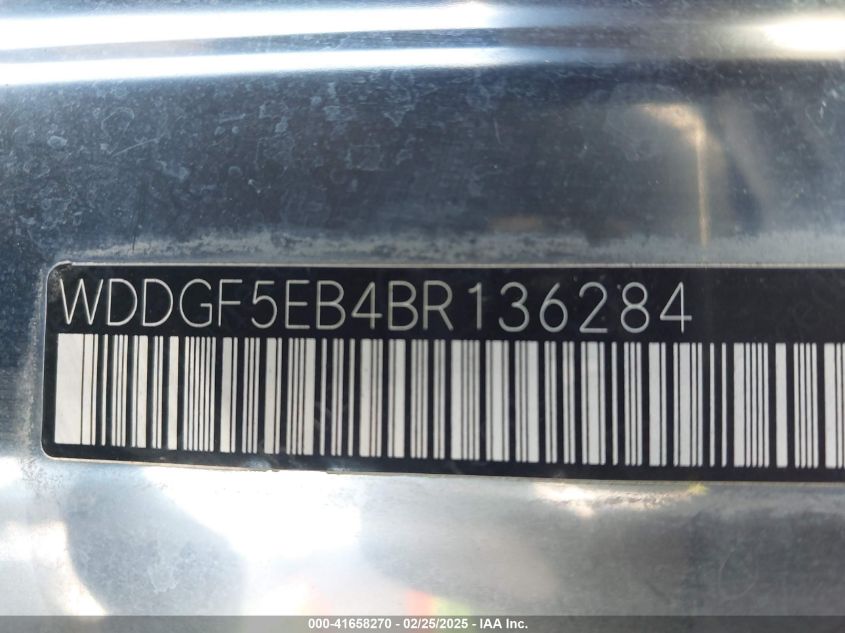 WDDGF5EB4BR136284
000-41658270 - 02/25/2025 - IAA Inc.